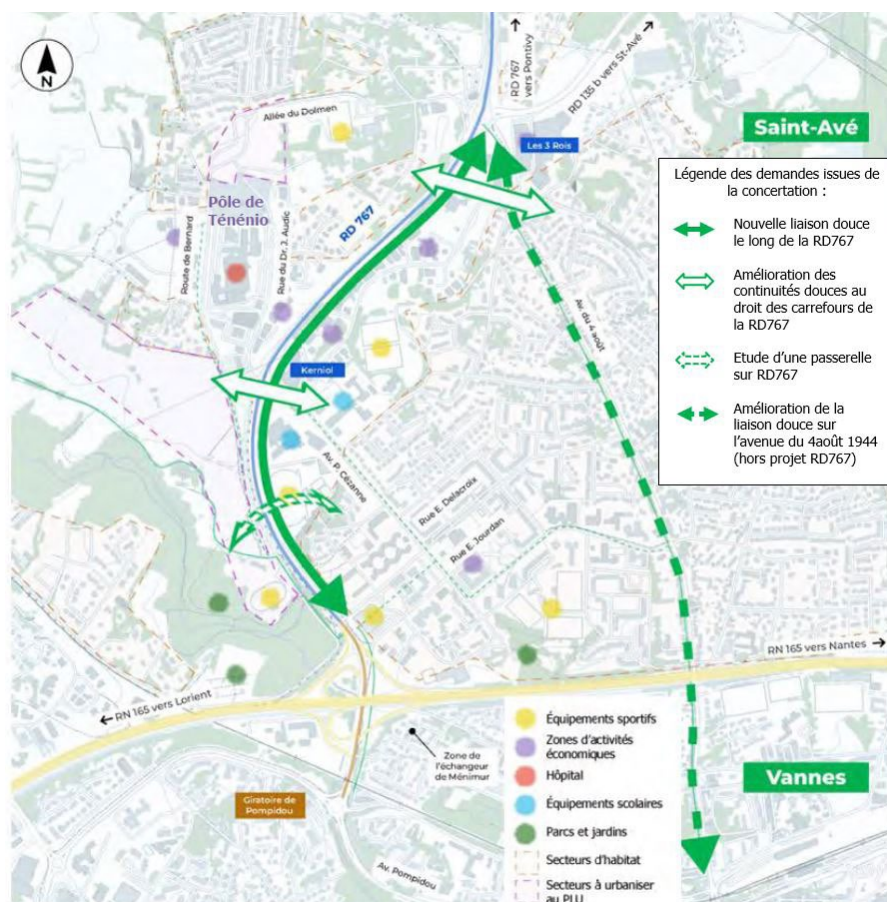 N
RD 767
vers Pontivy
RD 135 b vers St-Avé
Allée du Dolmen
Les 3 Rois
Saint-Avé
Pôle de
Ténénio
Route de Bernard
Rue du Dr. J. Audic
RD 767
Av. du 4 août
Kerniol
Av. P. Cézanne
Rue E. Delacroix
Rue E. Jourdan
Légende des demandes issues de
la concertation :
Nouvelle liaison douce
le long de la RD767
Amélioration des
continuités douces au
droit des carrefours de
la RD767
Etude d'une passerelle
sur RD767
Amélioration de la
liaison douce sur
l'avenue du 4août 1944
(hors projet RD767)
RN 165 vers Nantes
RN 165 vers Lorient
Zone de
l'échangeur
de Ménimur
Giratoire de
Pompidou
Av. Pompidou
Vannes
Équipements sportifs
Zones d'activités
économiques
Hôpital
Équipements scolaires
Parcs et jardins
Secteurs d'habitat
Secteurs à urbaniser
au PLU